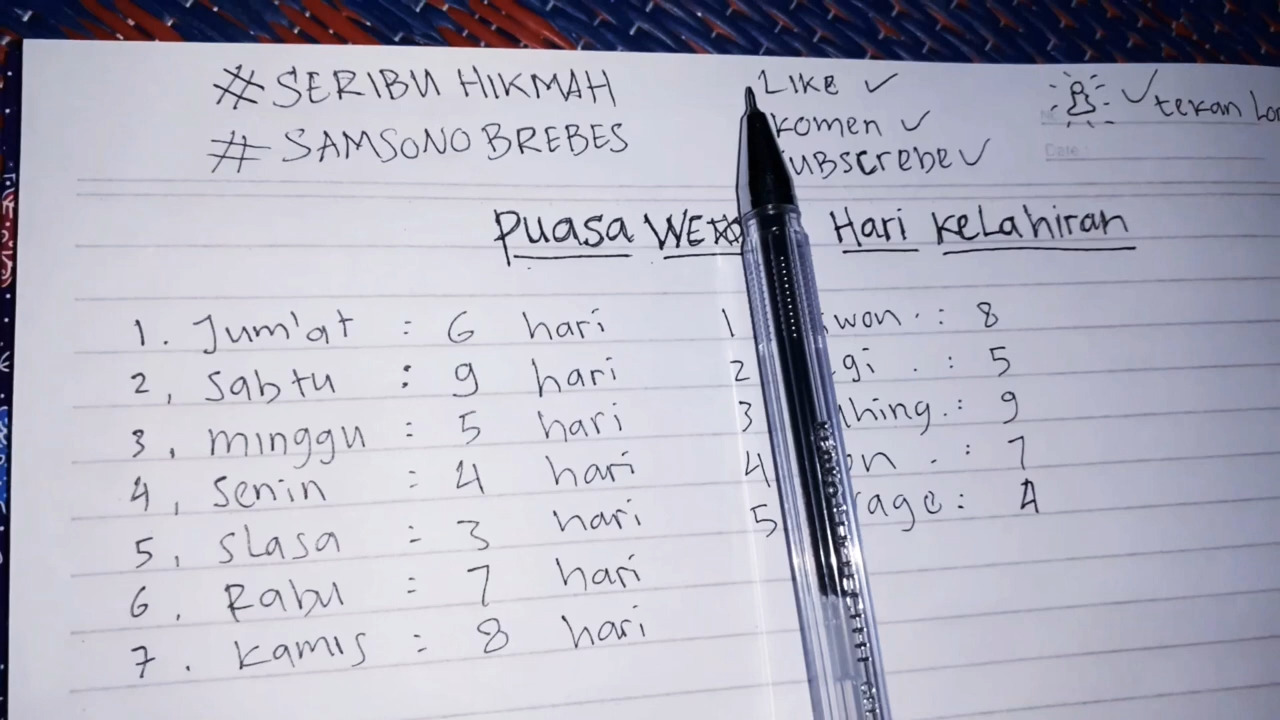 #SERIBU HIKMAH
# SAMSONO BREBES
LIKE ✓
komen ✓
✓
✓ tekan
Date:
Puasa Hari Kelahiran
1. Jum'at : 6 hari
2, Sabtu : 9 hari
3, minggu : 5 hari
4, Senin : 4 hari
5, sLasa : 3 hari
6. Rabu : 7 hari
7. Kamis : 8 hari
1 : 8
2 : 5
3 : 9
4 : 7
5 : 4